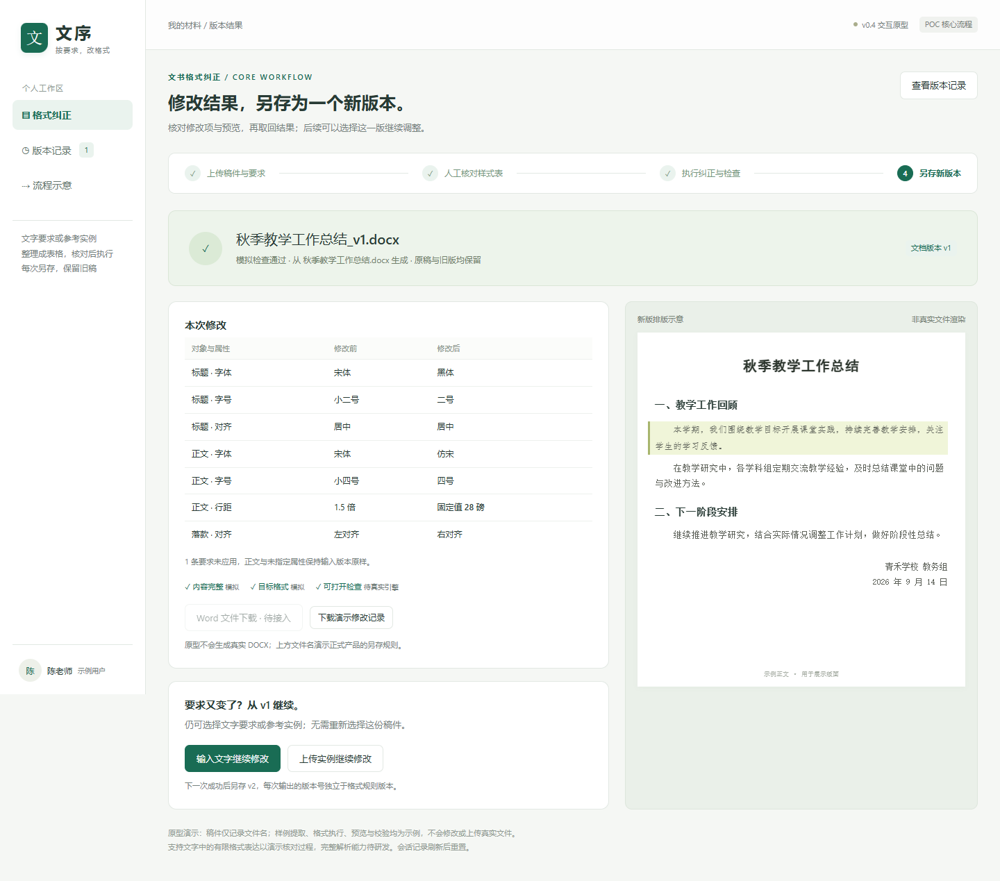 文
文序
按要求，改格式
个人工作区
格式纠正
版本记录 1
流程示意
文字要求或参考实例
整理成表格，核对后执行
每次另存，保留旧稿
陈 陈老师 示例用户
我的材料 / 版本结果
v0.4 交互原型 POC 核心流程
文书格式纠正 / CORE WORKFLOW
修改结果，另存为一个新版本。
核对修改项与预览，再取回结果；后续可以选择这一版继续调整。
查看版本记录
✓ 上传稿件与要求 ✓ 人工核对样式表 ✓ 执行纠正与检查 4 另存新版本
✓
秋季教学工作总结_v1.docx
模拟检查通过 · 从 秋季教学工作总结.docx 生成 · 原稿与旧版均保留
文档版本 v1
本次修改
对象与属性 修改前 修改后
标题 · 字体 宋体 黑体
标题 · 字号 小二号 二号
标题 · 对齐 居中 居中
正文 · 字体 宋体 仿宋
正文 · 字号 小四号 四号
正文 · 行距 1.5 倍 固定值 28 磅
落款 · 对齐 左对齐 右对齐
1 条要求未应用，正文与未指定属性保持输入版本原样。
✓ 内容完整 模拟 ✓ 目标格式 模拟 ✓ 可打开检查 待真实引擎
Word 文件下载 · 待接入 下载演示修改记录
原型不会生成真实 DOCX；上方文件名演示正式产品的另存规则。
要求又变了？从 v1 继续。
仍可选择文字要求或参考实例；无需重新选择这份稿件。
输入文字继续修改 上传实例继续修改
下一次成功后另存 v2，每次输出的版本号独立于格式规则版本。
新版排版示意 非真实文件渲染
秋季教学工作总结
一、教学工作回顾
本学期，我们围绕教学目标开展课堂实践，持续完善教学安排，关注
学生的学习反馈。
在教学研究中，各学科组定期交流教学经验，及时总结课堂中的问题
与改进方法。
二、下一阶段安排
继续推进教学研究，结合实际情况调整工作计划，做好阶段性总结。
青禾学校 教务组
2026 年 9 月 14 日
示例正文 · 用于展示版面
原型演示：稿件仅记录文件名；样例提取、格式执行、预览与校验均为示例，不会修改或上传真实文件。
支持文字中的有限格式表达以演示核对过程，完整解析能力待研发。会话记录刷新后重置。